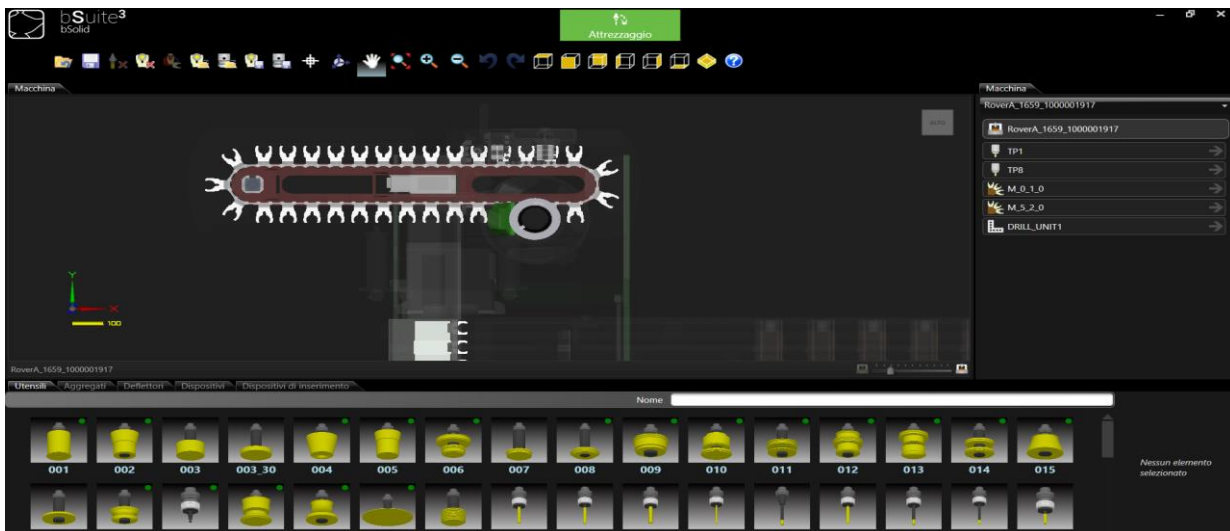 bSuite³
bSolid
Attrezzaggio
Macchina
AUTO
Y
X
100
RoverA_1659_1000001917
Macchina
RoverA_1659_1000001917
RoverA_1659_1000001917
TP1
TP8
M_0_1_0
M_5_2_0
DRILL_UNIT1
Utensili Aggregati Deflettori Dispositivi Dispositivi di inserimento
Nome
001 002 003 003_30 004 005 006 007 008 009 010 011 012 013 014 015
Nessun elemento
selezionato